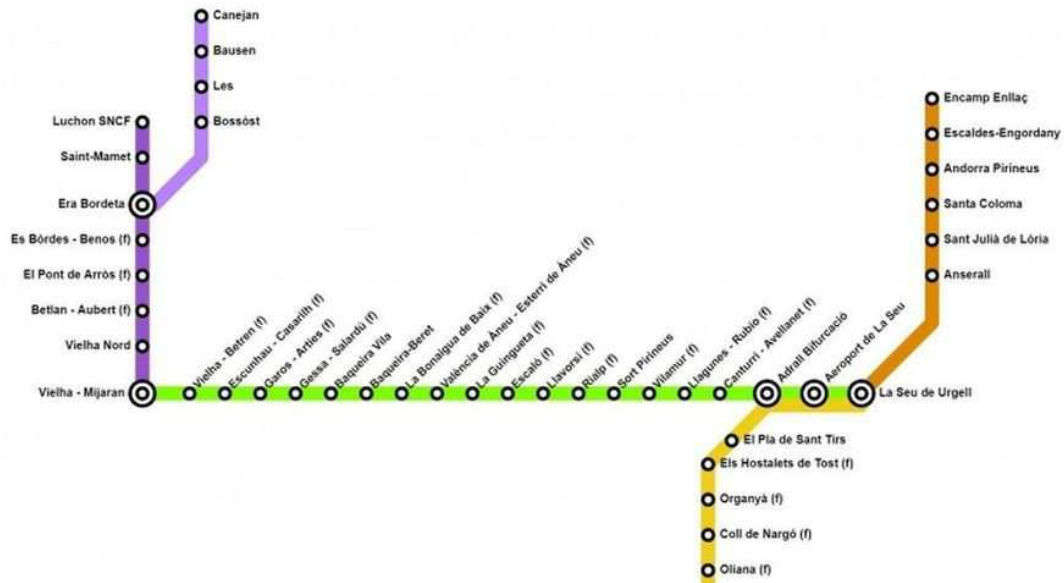 Canejan
Bausen
Les
Bossòst
Luchon SNCF
Saint-Mamet
Era Bordeta
Es Bòrdes - Benos (f)
El Pont de Arròs (f)
Betlan - Aubert (f)
Vielha Nord
Vielha - Mijaran
Vielha - Betren (f)
Escunhau - Casarilh (f)
Garos - Arties (f)
Gessa - Salardú (f)
Baqueira Vila
Baqueira-Beret
La Bonaigua de Baix (f)
València de Àneu - Esterri de Àneu (f)
La Guingueta (f)
Escaló (f)
Llavorsí (f)
Rialp (f)
Sort Pirineus
Vilamur (f)
Llagunes - Rubio (f)
Canturri - Avellanet (f)
Adrall Bifurcació
Aeroport de La Seu
La Seu de Urgell
Encamp Enllaç
Escaldes-Engordany
Andorra Pirineus
Santa Coloma
Sant Julià de Lòria
Anserall
El Pla de Sant Tirs
Els Hostalets de Tost (f)
Organyà (f)
Coll de Nargó (f)
Oliana (f)